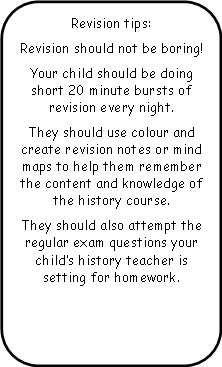 Revision tips:
Revision should not be boring!
Your child should be doing
short 20 minute bursts of
revision every night.
They should use colour and
create revision notes or mind
maps to help them remember
the content and knowledge of
the history course.
They should also attempt the
regular exam questions your
child's history teacher is
setting for homework.